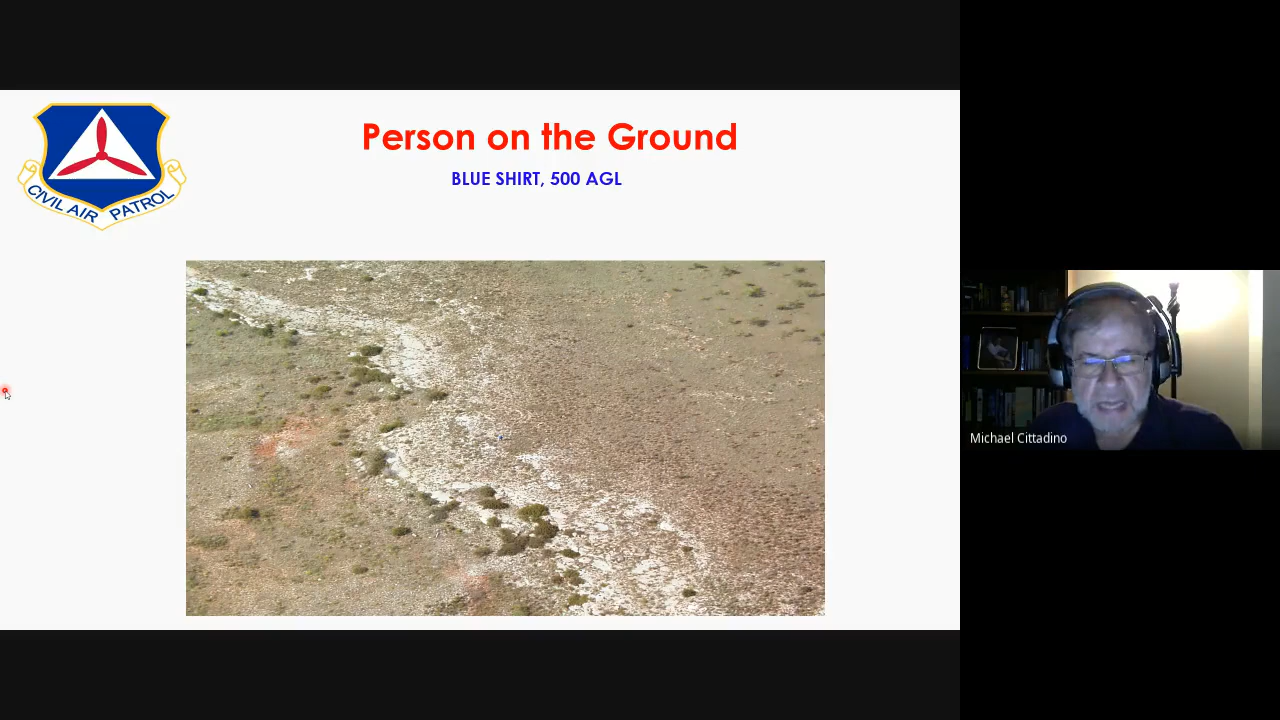 Person on the Ground
BLUE SHIRT, 500 AGL
CIVIL AIR PATROL
Michael Cittadino